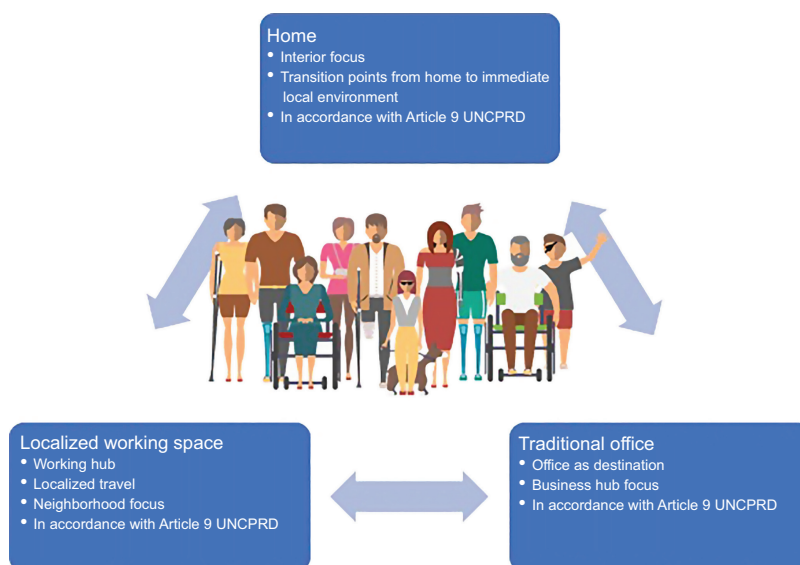 Home
• Interior focus
• Transition points from home to immediate
local environment
• In accordance with Article 9 UNCPRD
Localized working space
• Working hub
• Localized travel
• Neighborhood focus
• In accordance with Article 9 UNCPRD
Traditional office
• Office as destination
• Business hub focus
• In accordance with Article 9 UNCPRD